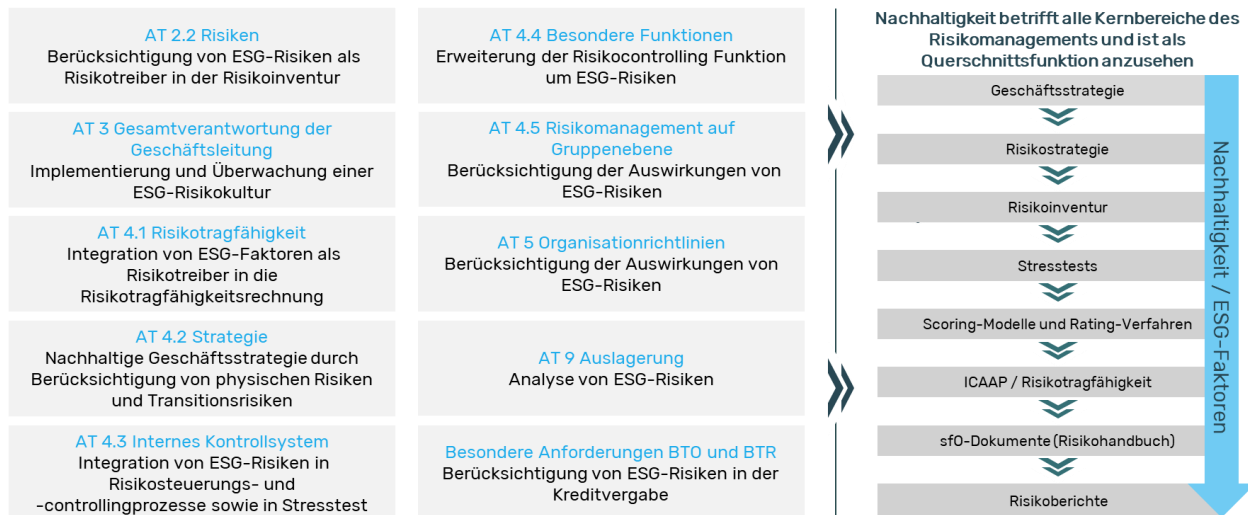 AT 2.2 Risiken
Berücksichtigung von ESG-Risiken als
Risikotreiber in der Risikoinventur
AT 3 Gesamtverantwortung der
Geschäftsleitung
Implementierung und Überwachung einer
ESG-Risikokultur
AT 4.1 Risikotragfähigkeit
Integration von ESG-Faktoren als
Risikotreiber in die
Risikotragfähigkeitsrechnung
AT 4.2 Strategie
Nachhaltige Geschäftsstrategie durch
Berücksichtigung von physischen Risiken
und Transitionsrisiken
AT 4.3 Internes Kontrollsystem
Integration von ESG-Risiken in
Risikosteuerungs- und
-controllingprozesse sowie in Stresstest
AT 4.4 Besondere Funktionen
Erweiterung der Risikocontrolling Funktion
um ESG-Risiken
AT 4.5 Risikomanagement auf
Gruppenebene
Berücksichtigung der Auswirkungen von
ESG-Risiken
AT 5 Organisationrichtlinien
Berücksichtigung der Auswirkungen von
ESG-Risiken
AT 9 Auslagerung
Analyse von ESG-Risiken
Besondere Anforderungen BTO und BTR
Berücksichtigung von ESG-Risiken in der
Kreditvergabe
Nachhaltigkeit betrifft alle Kernbereiche des
Risikomanagements und ist als
Querschnittsfunktion anzusehen
Geschäftsstrategie
Risikostrategie
Risikoinventur
Stresstests
Scoring-Modelle und Rating-Verfahren
ICAAP / Risikotragfähigkeit
sfO-Dokumente (Risikohandbuch)
Risikoberichte
Nachhaltigkeit / ESG-Faktoren